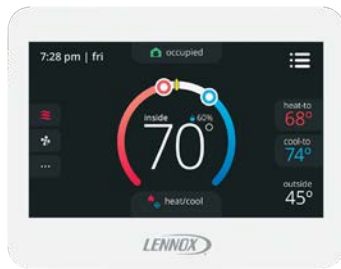 7:28 pm | fri
occupied
inside
60%
70°
heat-to
68°
cool-to
74°
outside
45°
heat/cool
...
LENNOX